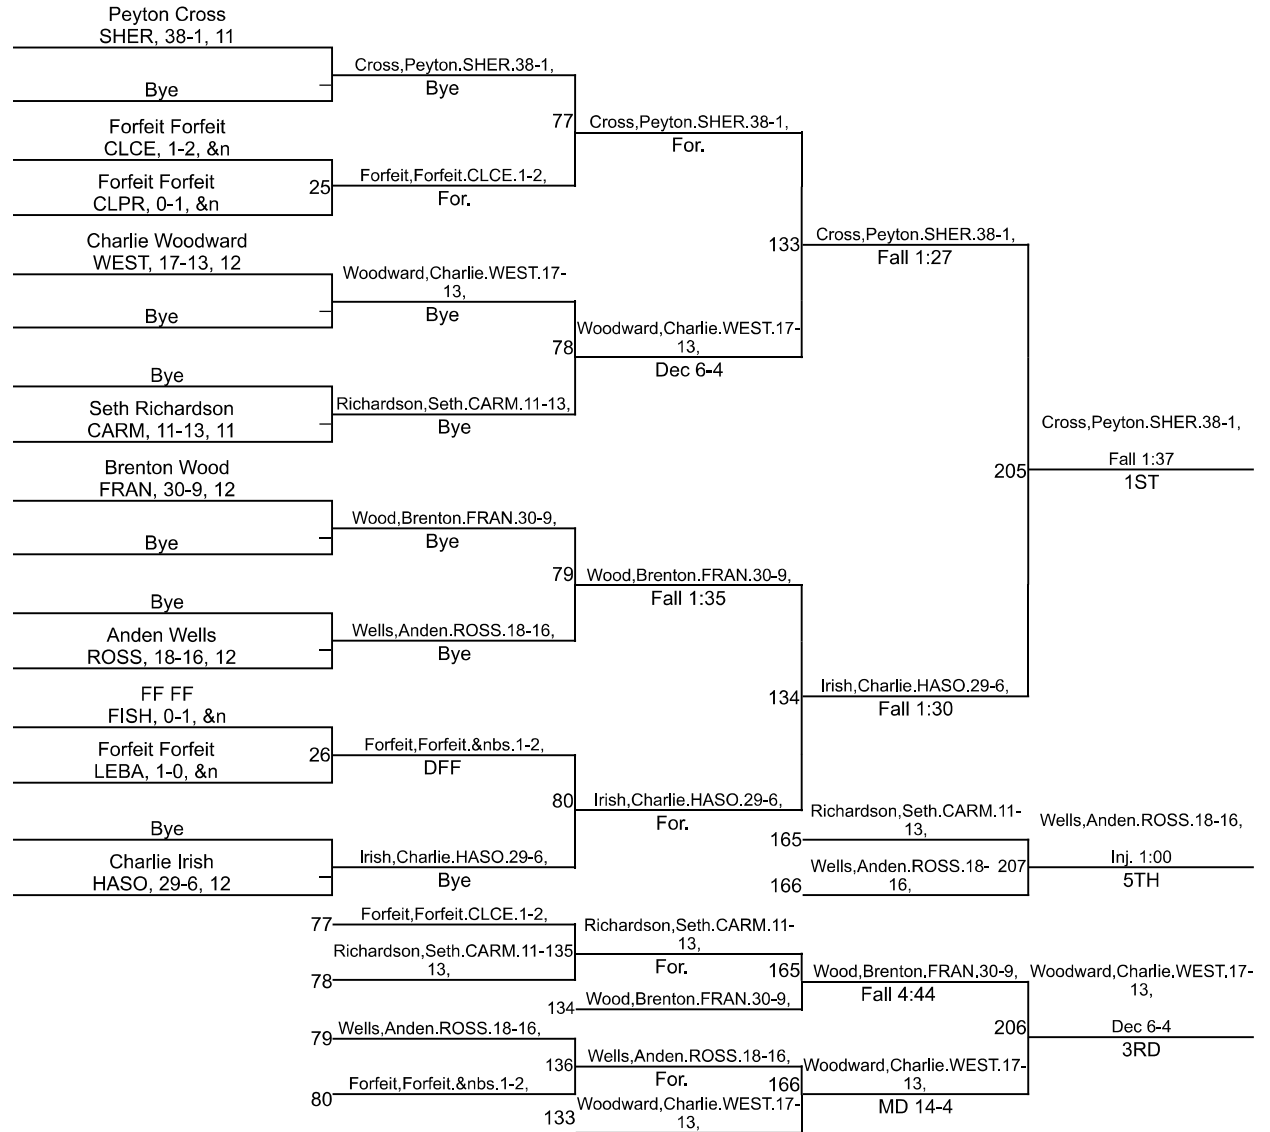 Peyton Cross
SHER, 38-1, 11
Bye
Cross,Peyton.SHER.38-1,
Bye
Forfeit Forfeit
CLCE, 1-2, &n
Forfeit Forfeit
CLPR, 0-1, &n
25
Forfeit,Forfeit.CLCE.1-2,
For.
77
Cross,Peyton.SHER.38-1,
For.
Charlie Woodward
WEST, 17-13, 12
Bye
Woodward,Charlie.WEST.17-
13,
Bye
Bye
Seth Richardson
CARM, 11-13, 11
Richardson,Seth.CARM.11-13,
Bye
78
Woodward,Charlie.WEST.17-
13,
Dec 6-4
133
Cross,Peyton.SHER.38-1,
Fall 1:27
Brenton Wood
FRAN, 30-9, 12
Bye
Wood,Brenton.FRAN.30-9,
Bye
Bye
Anden Wells
ROSS, 18-16, 12
Wells,Anden.ROSS.18-16,
Bye
79
Wood,Brenton.FRAN.30-9,
Fall 1:35
FF FF
FISH, 0-1, &n
Forfeit Forfeit
LEBA, 1-0, &n
26
Forfeit,Forfeit.&nbs.1-2,
DFF
Bye
Charlie Irish
HASO, 29-6, 12
Irish,Charlie.HASO.29-6,
Bye
80
Irish,Charlie.HASO.29-6,
For.
134
Irish,Charlie.HASO.29-6,
Fall 1:30
205
Cross,Peyton.SHER.38-1,
Fall 1:37
1ST
165
Richardson,Seth.CARM.11-
13,
166
Wells,Anden.ROSS.18-
16,
207
Wells,Anden.ROSS.18-16,
Inj. 1:00
5TH
77
Forfeit,Forfeit.CLCE.1-2,
78
Richardson,Seth.CARM.11-
13,
135
Richardson,Seth.CARM.11-
13,
For.
134
Wood,Brenton.FRAN.30-9,
165
Wood,Brenton.FRAN.30-9,
Fall 4:44
79
Wells,Anden.ROSS.18-16,
80
Forfeit,Forfeit.&nbs.1-2,
136
Wells,Anden.ROSS.18-16,
For.
133
Woodward,Charlie.WEST.17-
13,
166
Woodward,Charlie.WEST.17-
13,
MD 14-4
206
Woodward,Charlie.WEST.17-
13,
Dec 6-4
3RD